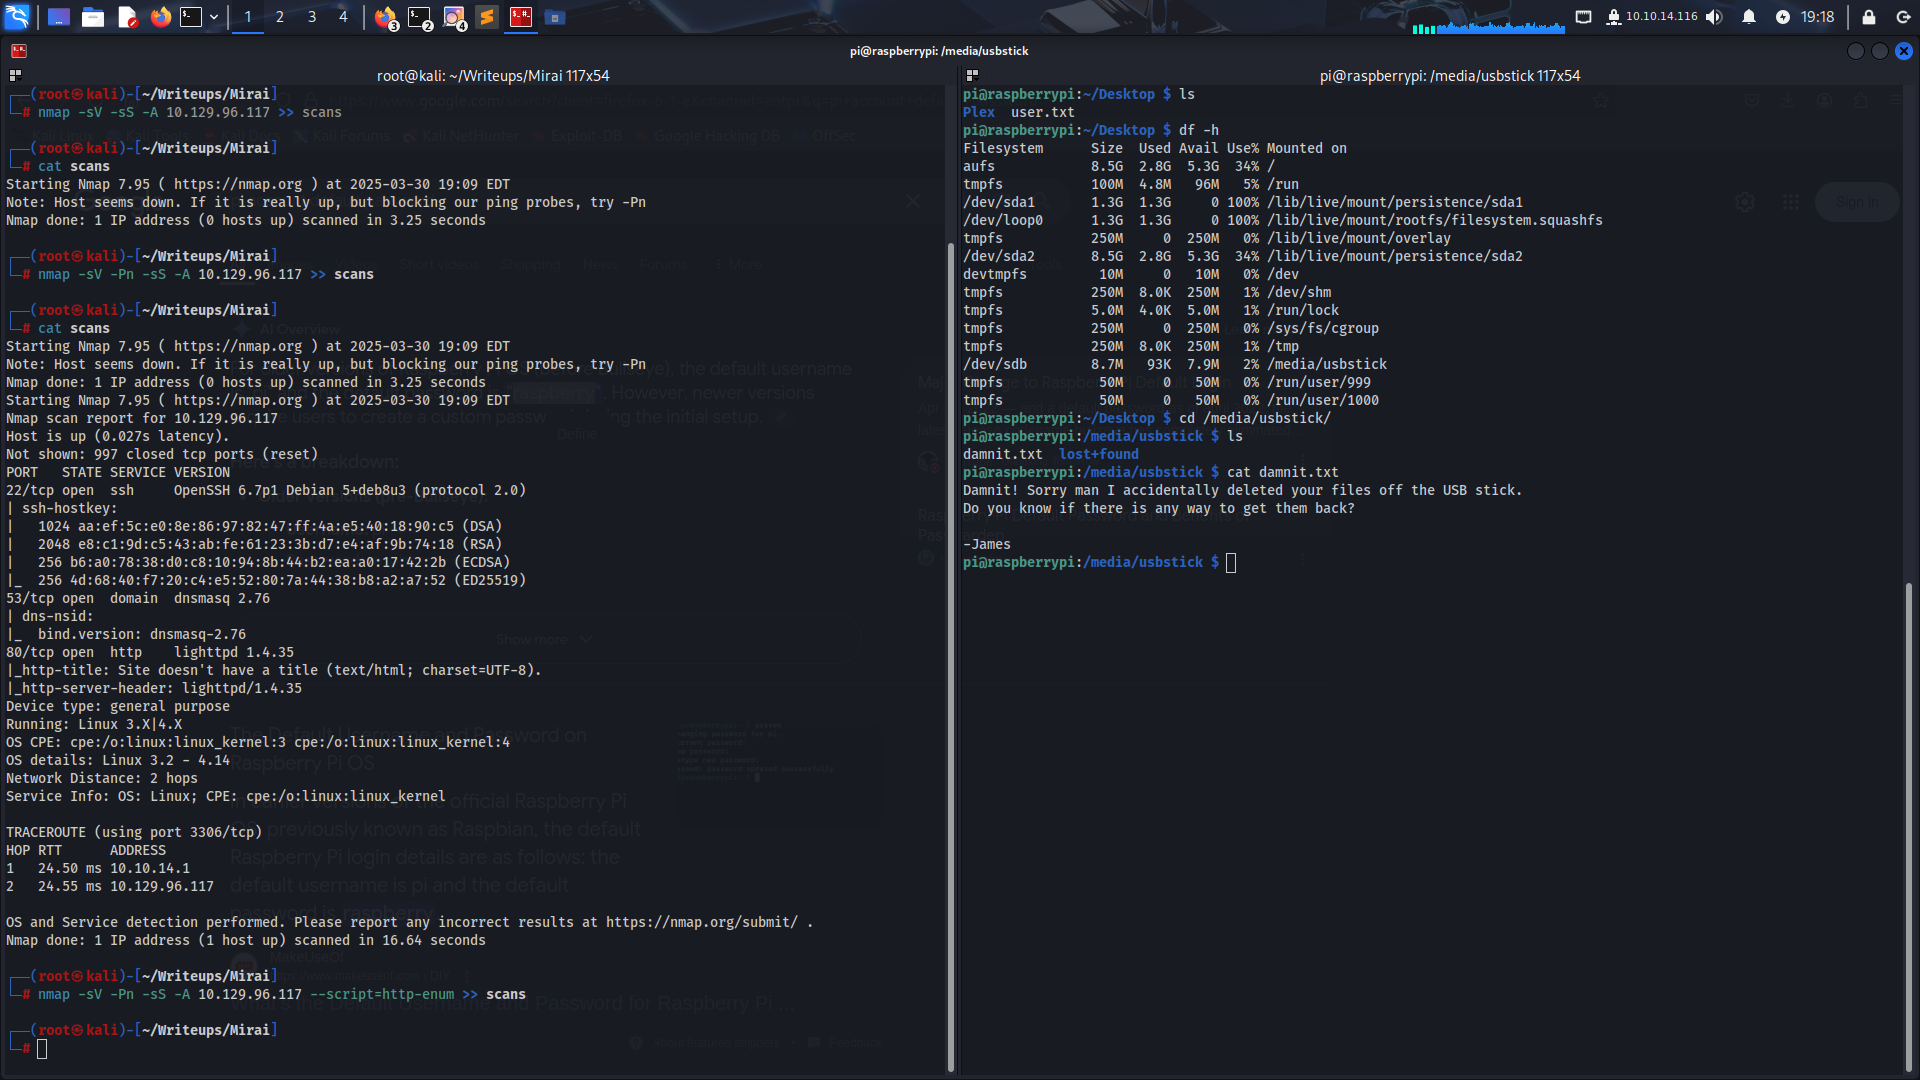 1 2 3 4
3 2 4
10.10.14.116
19:18
pi@raspberrypi: /media/usbstick
root@kali: ~/Writeups/Mirai 117x54
┌──(root㉿kali)-[~/Writeups/Mirai]
└─# nmap -sV -sS -A 10.129.96.117 >> scans
┌──(root㉿kali)-[~/Writeups/Mirai]
└─# cat scans
Starting Nmap 7.95 ( https://nmap.org ) at 2025-03-30 19:09 EDT
Note: Host seems down. If it is really up, but blocking our ping probes, try -Pn
Nmap done: 1 IP address (0 hosts up) scanned in 3.25 seconds
┌──(root㉿kali)-[~/Writeups/Mirai]
└─# nmap -sV -Pn -sS -A 10.129.96.117 >> scans
┌──(root㉿kali)-[~/Writeups/Mirai]
└─# cat scans
Starting Nmap 7.95 ( https://nmap.org ) at 2025-03-30 19:09 EDT
Note: Host seems down. If it is really up, but blocking our ping probes, try -Pn
Nmap done: 1 IP address (0 hosts up) scanned in 3.25 seconds
Starting Nmap 7.95 ( https://nmap.org ) at 2025-03-30 19:09 EDT
Nmap scan report for 10.129.96.117
Host is up (0.027s latency).
Not shown: 997 closed tcp ports (reset)
PORT   STATE SERVICE VERSION
22/tcp open  ssh     OpenSSH 6.7p1 Debian 5+deb8u3 (protocol 2.0)
| ssh-hostkey:
|   1024 aa:ef:5c:e0:8e:86:97:82:47:ff:4a:e5:40:18:90:c5 (DSA)
|   2048 e8:c1:9d:c5:43:ab:fe:61:23:3b:d7:e4:af:9b:74:18 (RSA)
|   256 b6:a0:78:38:d0:c8:10:94:8b:44:b2:ea:a0:17:42:2b (ECDSA)
|_  256 4d:68:40:f7:20:c4:e5:52:80:7a:44:38:b8:a2:a7:52 (ED25519)
53/tcp open  domain  dnsmasq 2.76
| dns-nsid:
|_  bind.version: dnsmasq-2.76
80/tcp open  http    lighttpd 1.4.35
|_http-title: Site doesn't have a title (text/html; charset=UTF-8).
|_http-server-header: lighttpd/1.4.35
Device type: general purpose
Running: Linux 3.X|4.X
OS CPE: cpe:/o:linux:linux_kernel:3 cpe:/o:linux:linux_kernel:4
OS details: Linux 3.2 - 4.14
Network Distance: 2 hops
Service Info: OS: Linux; CPE: cpe:/o:linux:linux_kernel
TRACEROUTE (using port 3306/tcp)
HOP RTT      ADDRESS
1   24.50 ms 10.10.14.1
2   24.55 ms 10.129.96.117
OS and Service detection performed. Please report any incorrect results at https://nmap.org/submit/ .
Nmap done: 1 IP address (1 host up) scanned in 16.64 seconds
┌──(root㉿kali)-[~/Writeups/Mirai]
└─# nmap -sV -Pn -sS -A 10.129.96.117 --script=http-enum >> scans
┌──(root㉿kali)-[~/Writeups/Mirai]
└─#
pi@raspberrypi: /media/usbstick 117x54
pi@raspberrypi:~/Desktop $ ls
Plex  user.txt
pi@raspberrypi:~/Desktop $ df -h
Filesystem      Size  Used Avail Use% Mounted on
aufs            8.5G  2.8G  5.3G  34% /
tmpfs           100M  4.8M   96M   5% /run
/dev/sda1       1.3G  1.3G     0 100% /lib/live/mount/persistence/sda1
/dev/loop0      1.3G  1.3G     0 100% /lib/live/mount/rootfs/filesystem.squashfs
tmpfs           250M     0  250M   0% /lib/live/mount/overlay
/dev/sda2       8.5G  2.8G  5.3G  34% /lib/live/mount/persistence/sda2
devtmpfs         10M     0   10M   0% /dev
tmpfs           250M  8.0K  250M   1% /dev/shm
tmpfs           5.0M  4.0K  5.0M   1% /run/lock
tmpfs           250M     0  250M   0% /sys/fs/cgroup
tmpfs           250M  8.0K  250M   1% /tmp
/dev/sdb        8.7M   93K  7.9M   2% /media/usbstick
tmpfs            50M     0   50M   0% /run/user/999
tmpfs            50M     0   50M   0% /run/user/1000
pi@raspberrypi:~/Desktop $ cd /media/usbstick/
pi@raspberrypi:/media/usbstick $ ls
damnit.txt  lost+found
pi@raspberrypi:/media/usbstick $ cat damnit.txt
Damnit! Sorry man I accidentally deleted your files off the USB stick.
Do you know if there is any way to get them back?
-James
pi@raspberrypi:/media/usbstick $